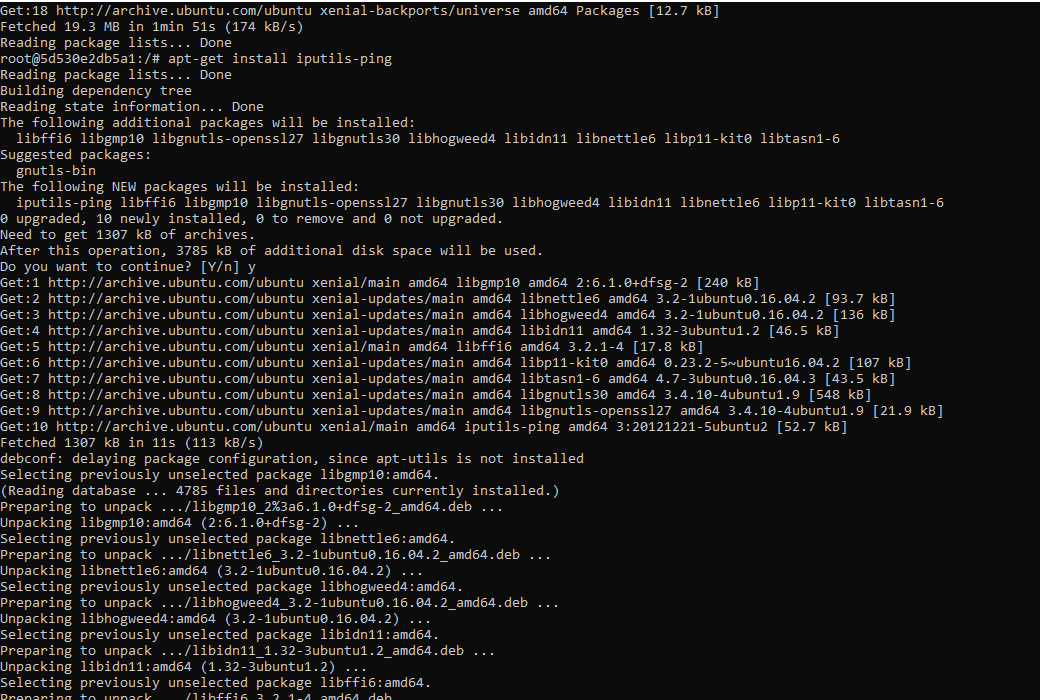 Get:18 http://archive.ubuntu.com/ubuntu xenial-backports/universe amd64 Packages [12.7 kB]
Fetched 19.3 MB in 1min 51s (174 kB/s)
Reading package lists... Done
root@5d530e2db5a1:/# apt-get install iputils-ping
Reading package lists... Done
Building dependency tree
Reading state information... Done
The following additional packages will be installed:
  libffi6 libgmp10 libgnutls-openssl27 libgnutls30 libhogweed4 libidn11 libnettle6 libp11-kit0 libtasn1-6
Suggested packages:
  gnutls-bin
The following NEW packages will be installed:
  iputils-ping libffi6 libgmp10 libgnutls-openssl27 libgnutls30 libhogweed4 libidn11 libnettle6 libp11-kit0 libtasn1-6
0 upgraded, 10 newly installed, 0 to remove and 0 not upgraded.
Need to get 1307 kB of archives.
After this operation, 3785 kB of additional disk space will be used.
Do you want to continue? [Y/n] y
Get:1 http://archive.ubuntu.com/ubuntu xenial/main amd64 libgmp10 amd64 2:6.1.0+dfsg-2 [240 kB]
Get:2 http://archive.ubuntu.com/ubuntu xenial-updates/main amd64 libnettle6 amd64 3.2-1ubuntu0.16.04.2 [93.7 kB]
Get:3 http://archive.ubuntu.com/ubuntu xenial-updates/main amd64 libhogweed4 amd64 3.2-1ubuntu0.16.04.2 [136 kB]
Get:4 http://archive.ubuntu.com/ubuntu xenial-updates/main amd64 libidn11 amd64 1.32-3ubuntu1.2 [46.5 kB]
Get:5 http://archive.ubuntu.com/ubuntu xenial/main amd64 libffi6 amd64 3.2.1-4 [17.8 kB]
Get:6 http://archive.ubuntu.com/ubuntu xenial-updates/main amd64 libp11-kit0 amd64 0.23.2-5~ubuntu16.04.2 [107 kB]
Get:7 http://archive.ubuntu.com/ubuntu xenial-updates/main amd64 libtasn1-6 amd64 4.7-3ubuntu0.16.04.3 [43.5 kB]
Get:8 http://archive.ubuntu.com/ubuntu xenial-updates/main amd64 libgnutls30 amd64 3.4.10-4ubuntu1.9 [548 kB]
Get:9 http://archive.ubuntu.com/ubuntu xenial-updates/main amd64 libgnutls-openssl27 amd64 3.4.10-4ubuntu1.9 [21.9 kB]
Get:10 http://archive.ubuntu.com/ubuntu xenial/main amd64 iputils-ping amd64 3:20121221-5ubuntu2 [52.7 kB]
Fetched 1307 kB in 11s (113 kB/s)
debconf: delaying package configuration, since apt-utils is not installed
Selecting previously unselected package libgmp10:amd64.
(Reading database ... 4785 files and directories currently installed.)
Preparing to unpack .../libgmp10_2%3a6.1.0+dfsg-2_amd64.deb ...
Unpacking libgmp10:amd64 (2:6.1.0+dfsg-2) ...
Selecting previously unselected package libnettle6:amd64.
Preparing to unpack .../libnettle6_3.2-1ubuntu0.16.04.2_amd64.deb ...
Unpacking libnettle6:amd64 (3.2-1ubuntu0.16.04.2) ...
Selecting previously unselected package libhogweed4:amd64.
Preparing to unpack .../libhogweed4_3.2-1ubuntu0.16.04.2_amd64.deb ...
Unpacking libhogweed4:amd64 (3.2-1ubuntu0.16.04.2) ...
Selecting previously unselected package libidn11:amd64.
Preparing to unpack .../libidn11_1.32-3ubuntu1.2_amd64.deb ...
Unpacking libidn11:amd64 (1.32-3ubuntu1.2) ...
Selecting previously unselected package libffi6:amd64.
Preparing to unpack .../libffi6_3.2.1-4_amd64.deb ...